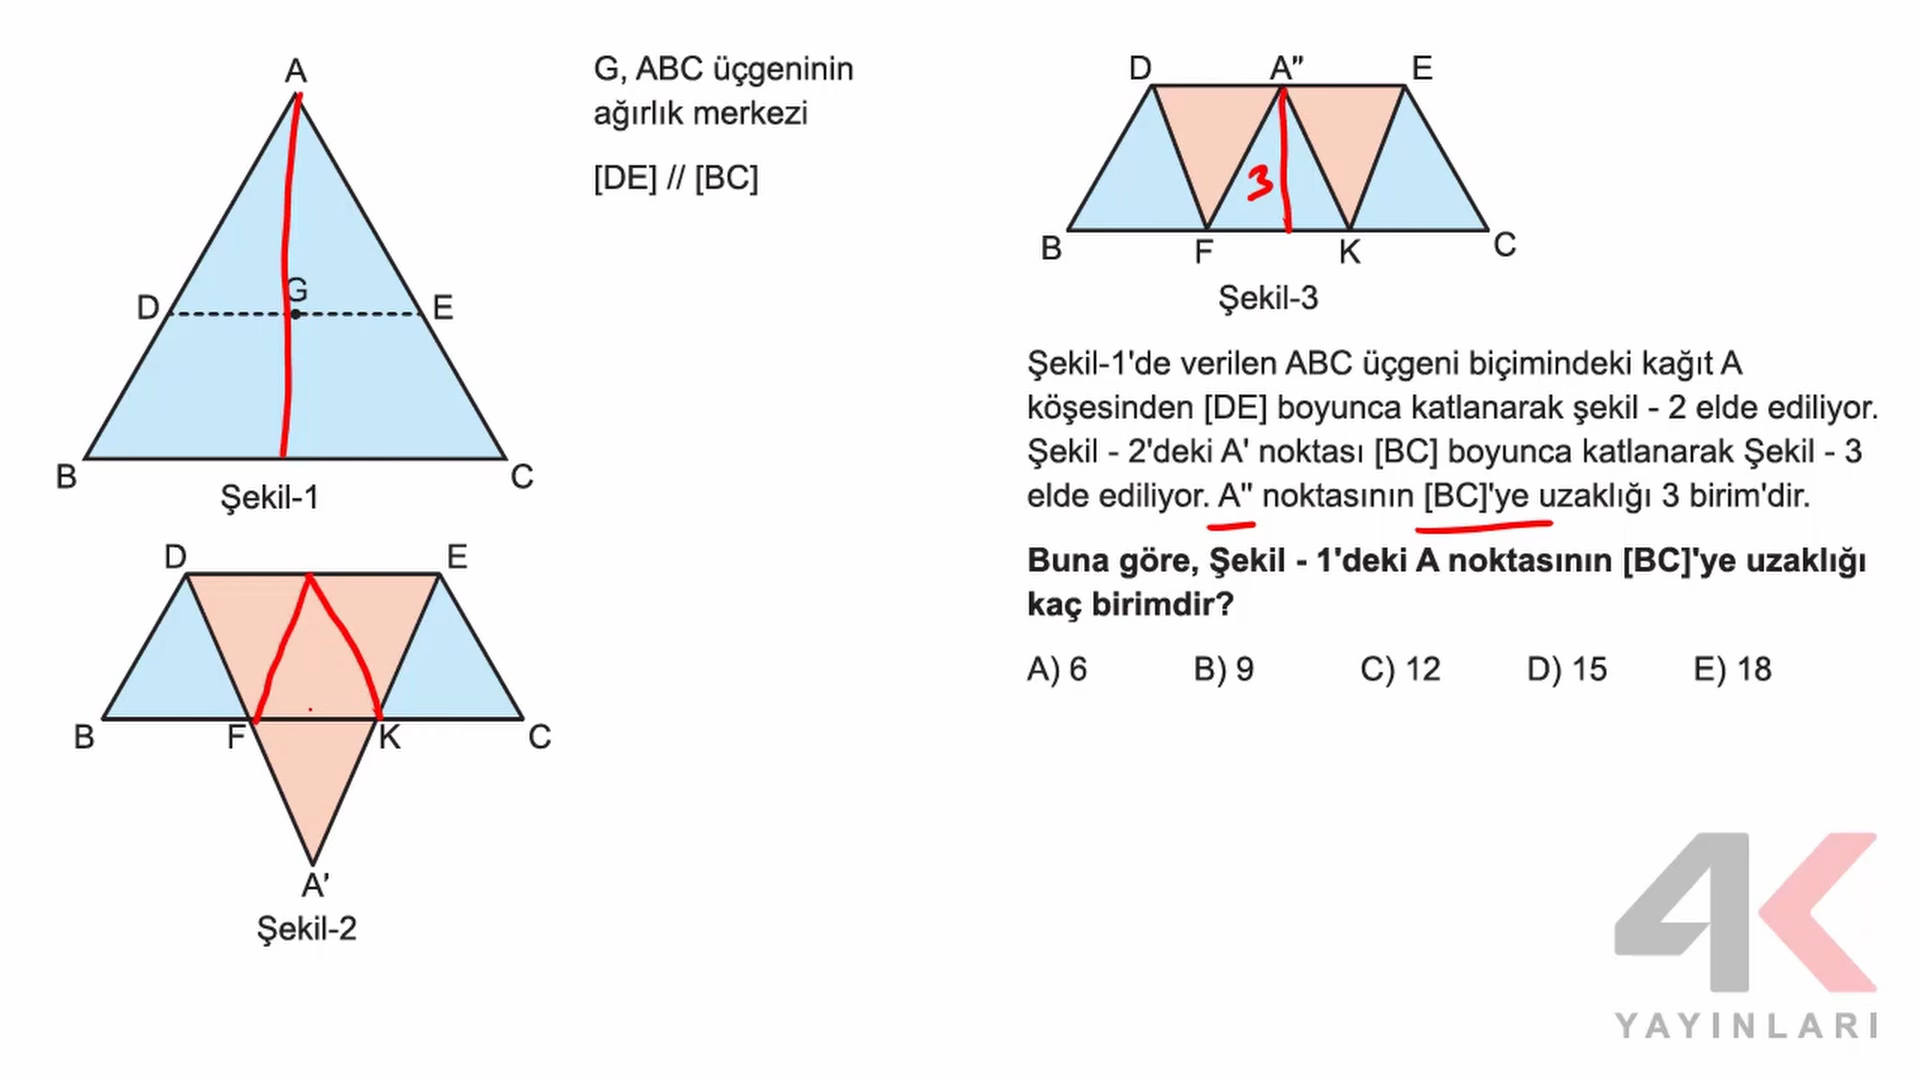 A
G, ABC üçgeninin
ağırlık merkezi
[DE] // [BC]
G
D
E
B
C
Şekil-1
D
E
B
F
K
C
A'
Şekil-2
D
A"
E
3
B
F
K
C
Şekil-3
Şekil-1'de verilen ABC üçgeni biçimindeki kağıt A
köşesinden [DE] boyunca katlanarak şekil - 2 elde ediliyor.
Şekil - 2'deki A' noktası [BC] boyunca katlanarak Şekil - 3
elde ediliyor. A" noktasının [BC]'ye uzaklığı 3 birim'dir.
Buna göre, Şekil - 1'deki A noktasının [BC]'ye uzaklığı
kaç birimdir?
A) 6 B) 9 C) 12 D) 15 E) 18
4K
YAYINLARI